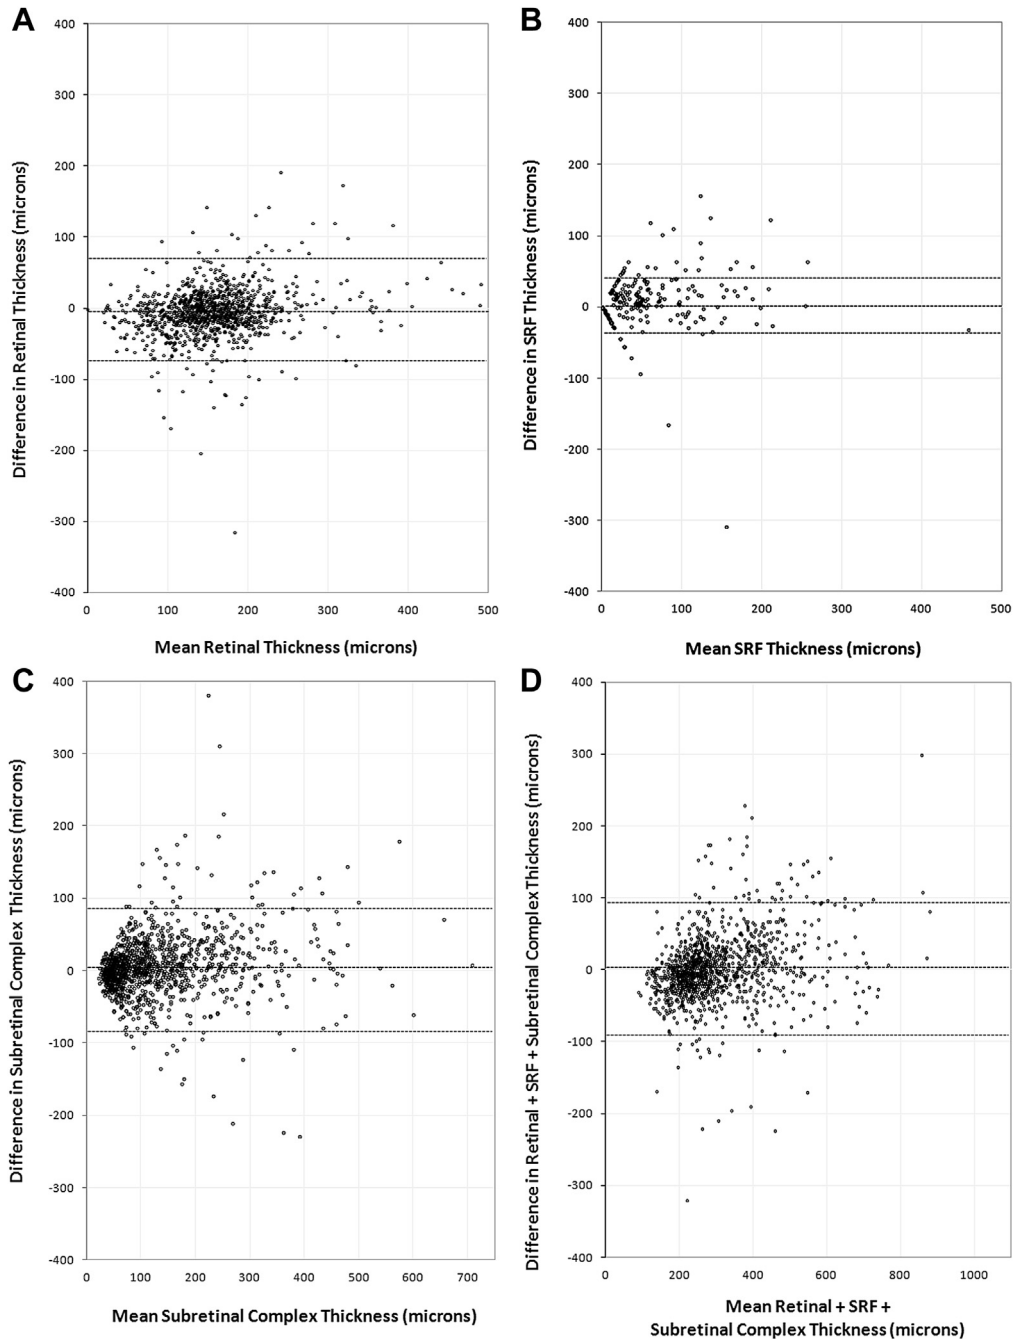 A
400
300
200
100
0
-100
-200
-300
-400
0 100 200 300 400 500
Difference in Retinal Thickness (microns)
Mean Retinal Thickness (microns)
B
400
300
200
100
0
-100
-200
-300
-400
0 100 200 300 400 500
Difference in SRF Thickness (microns)
Mean SRF Thickness (microns)
C
400
300
200
100
0
-100
-200
-300
-400
0 100 200 300 400 500 600 700
Difference in Subretinal Complex Thickness (microns)
Mean Subretinal Complex Thickness (microns)
D
400
300
200
100
0
-100
-200
-300
-400
0 200 400 600 800 1000
Difference in Retinal + SRF + Subretinal Complex Thickness (microns)
Mean Retinal + SRF +
Subretinal Complex Thickness (microns)